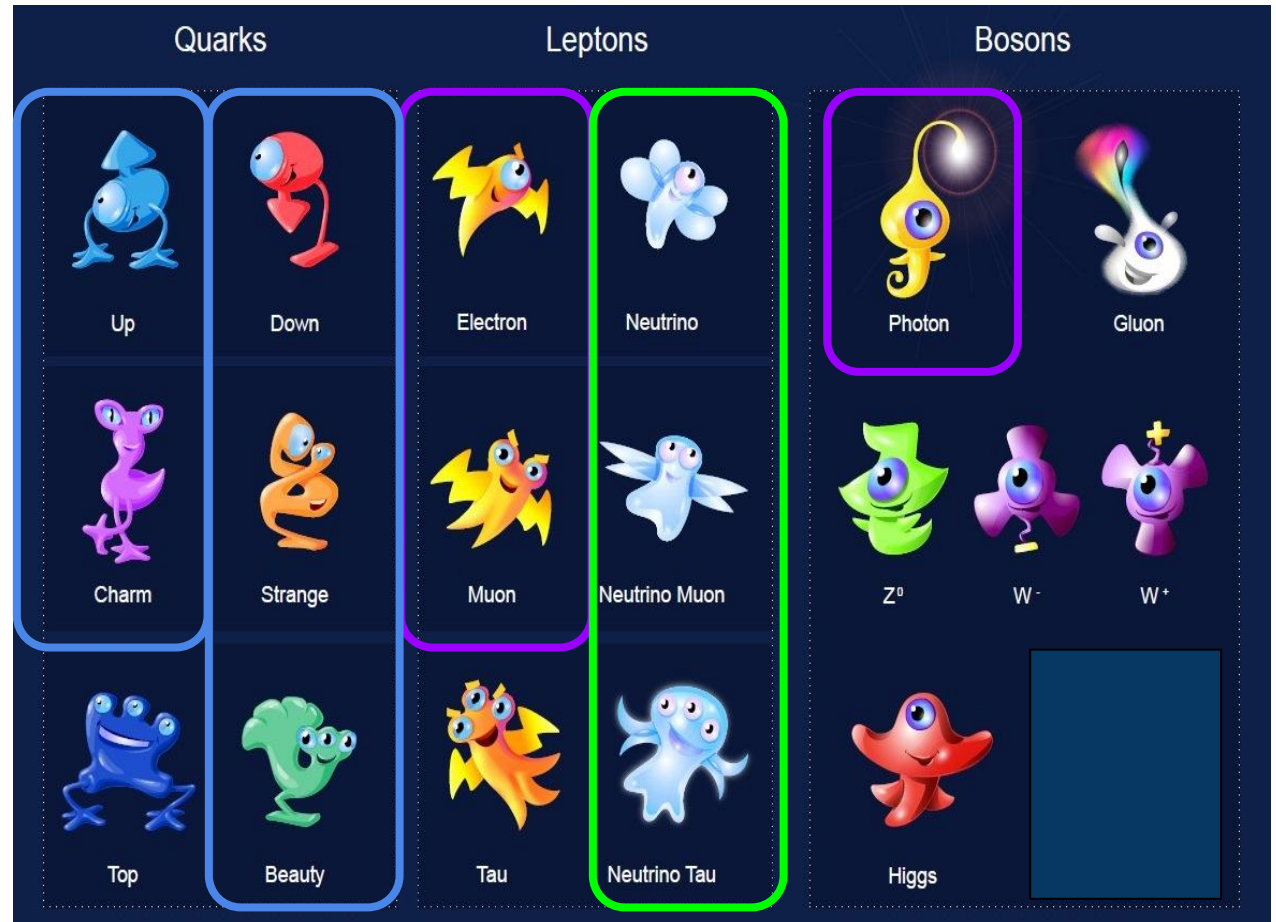 Quarks Leptons Bosons
Up Down Electron Neutrino Photon Gluon
Charm Strange Muon Neutrino Muon Z⁰ W⁻ W⁺
Top Beauty Tau Neutrino Tau Higgs